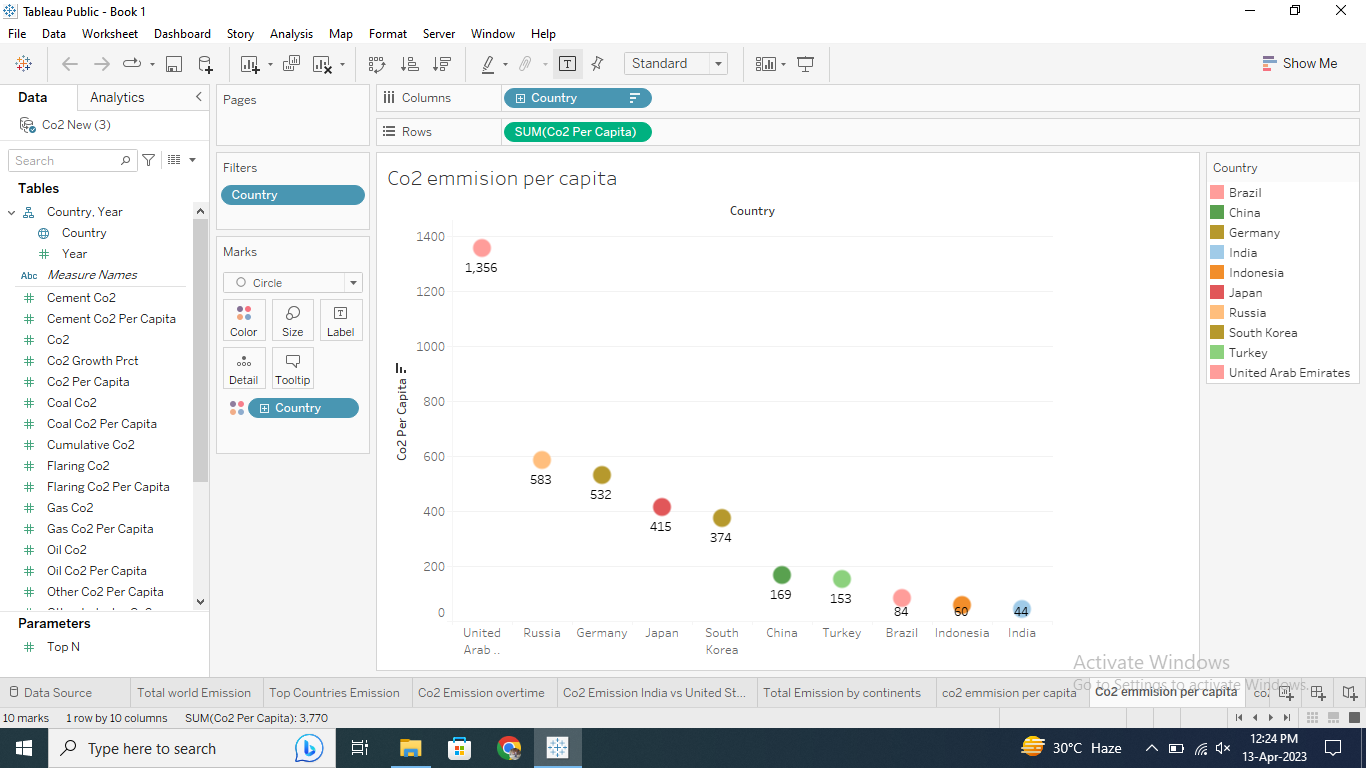 Tableau Public - Book 1
File Data Worksheet Dashboard Story Analysis Map Format Server Window Help
Standard
Show Me
Data Analytics
Co2 New (3)
Search
Tables
Country, Year
Country
Year
Abc Measure Names
Cement Co2
Cement Co2 Per Capita
Co2
Co2 Growth Prct
Co2 Per Capita
Coal Co2
Coal Co2 Per Capita
Cumulative Co2
Flaring Co2
Flaring Co2 Per Capita
Gas Co2
Gas Co2 Per Capita
Oil Co2
Oil Co2 Per Capita
Other Co2 Per Capita
Parameters
Top N
Pages
Filters
Country
Marks
Circle
Color Size Label
Detail Tooltip
Country
Columns Country
Rows SUM(Co2 Per Capita)
Co2 emmision per capita
Country
Co2 Per Capita
1400
1200
1000
800
600
400
200
0
1,356
583
532
415
374
169
153
84
60
44
United Arab .. Russia Germany Japan South Korea China Turkey Brazil Indonesia India
Country
Brazil
China
Germany
India
Indonesia
Japan
Russia
South Korea
Turkey
United Arab Emirates
Activate Windows
Go to Settings to activate Windows.
Data Source Total world Emission Top Countries Emission Co2 Emission overtime Co2 Emission India vs United St... Total Emission by continents co2 emmision per capita Co2 emmision per capita co.
10 marks 1 row by 10 columns SUM(Co2 Per Capita): 3,770
Type here to search
30°C Haze
12:24 PM
13-Apr-2023